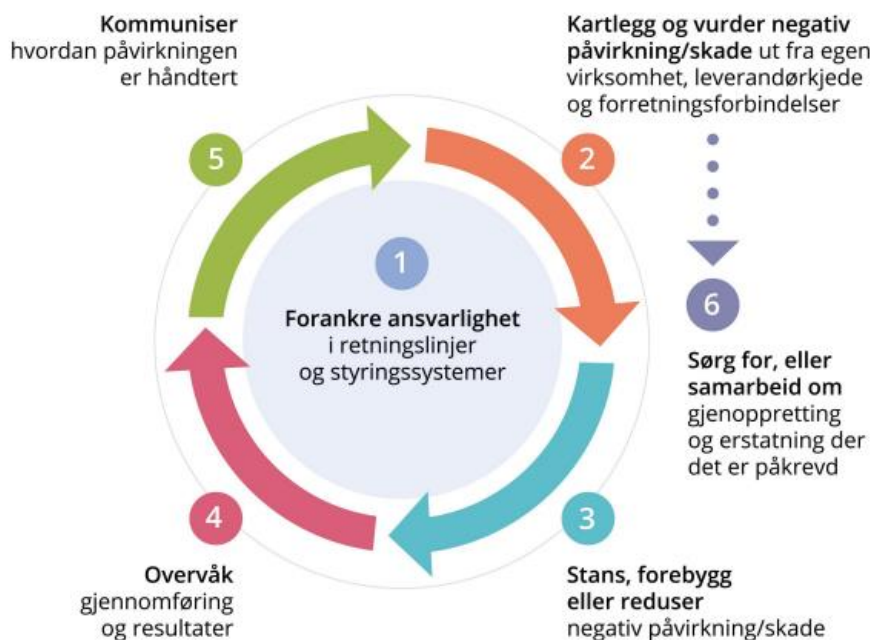 Kommuniser
hvordan påvirkningen
er håndtert
5
Kartlegg og vurder negativ
påvirkning/skade ut fra egen
virksomhet, leverandørkjede
og forretningsforbindelser
2
1
Forankre ansvarlighet
i retningslinjer
og styringssystemer
6
Sørg for, eller
samarbeid om
gjenoppretting
og erstatning der
det er påkrevd
4
Overvåk
gjennomføring
og resultater
3
Stans, forebygg
eller reduser
negativ påvirkning/skade